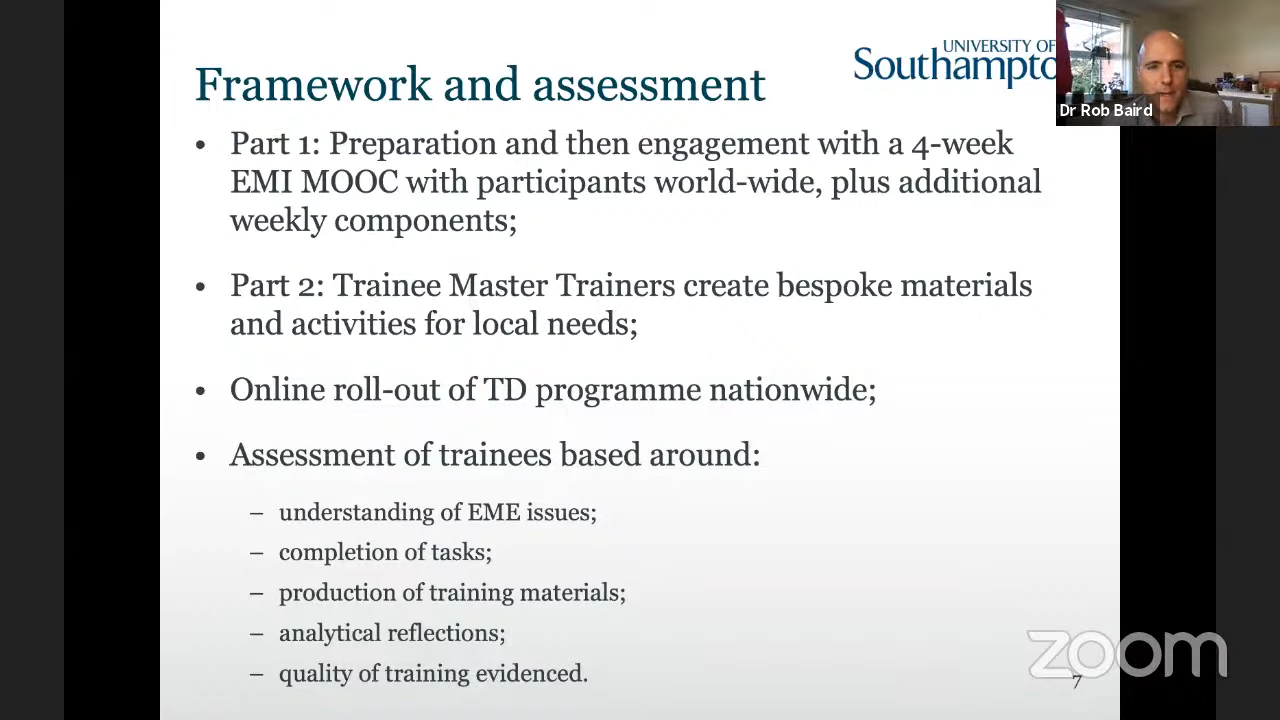 UNIVERSITY OF
Southampto
Dr Rob Baird
Framework and assessment
• Part 1: Preparation and then engagement with a 4-week
EMI MOOC with participants world-wide, plus additional
weekly components;
• Part 2: Trainee Master Trainers create bespoke materials
and activities for local needs;
• Online roll-out of TD programme nationwide;
• Assessment of trainees based around:
– understanding of EME issues;
– completion of tasks;
– production of training materials;
– analytical reflections;
– quality of training evidenced.
zoom
7